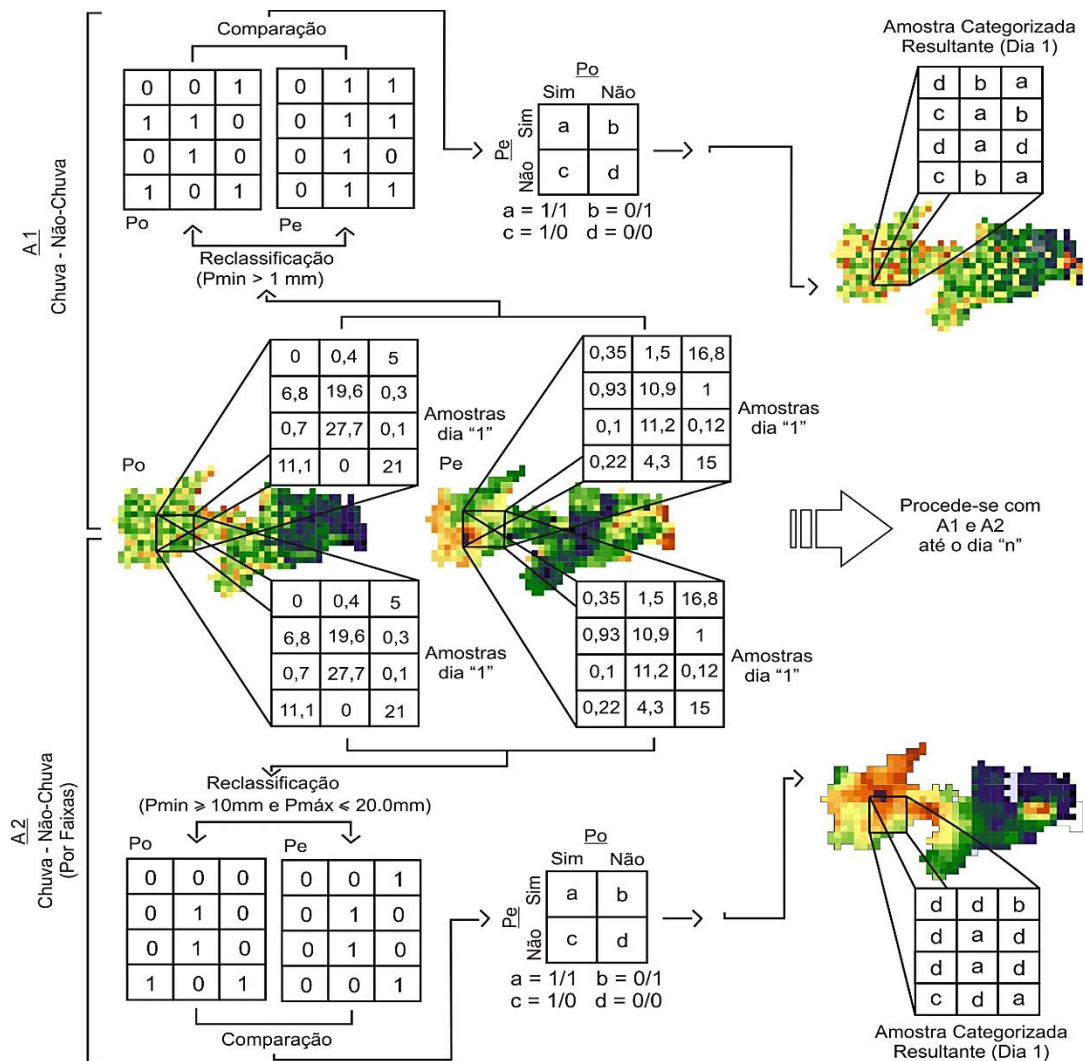 A1
Chuva - Não-Chuva
Comparação
0 0 1
1 1 0
0 1 0
1 0 1
Po
0 1 1
0 1 1
0 1 0
0 1 1
Pe
Reclassificação
(Pmin > 1 mm)
Po
Sim Não
Pe
Sim
Não
a b
c d
a = 1/1 b = 0/1
c = 1/0 d = 0/0
Amostra Categorizada
Resultante (Dia 1)
d b a
c a b
d a d
c b a
Po
0 0,4 5
6,8 19,6 0,3
0,7 27,7 0,1
11,1 0 21
Amostras
dia “1”
Pe
0,35 1,5 16,8
0,93 10,9 1
0,1 11,2 0,12
0,22 4,3 15
Amostras
dia “1”
Procede-se com
A1 e A2
até o dia “n”
0 0,4 5
6,8 19,6 0,3
0,7 27,7 0,1
11,1 0 21
Amostras
dia “1”
0,35 1,5 16,8
0,93 10,9 1
0,1 11,2 0,12
0,22 4,3 15
Amostras
dia “1”
A2
Chuva - Não-Chuva
(Por Faixas)
Reclassificação
(Pmin ⩾ 10mm e Pmáx ⩽ 20.0mm)
Po
0 0 0
0 1 0
0 1 0
1 0 1
Pe
0 0 1
0 1 0
0 1 0
0 0 1
Comparação
Po
Sim Não
Pe
Sim
Não
a b
c d
a = 1/1 b = 0/1
c = 1/0 d = 0/0
d d b
d a d
d a d
c d a
Amostra Categorizada
Resultante (Dia 1)